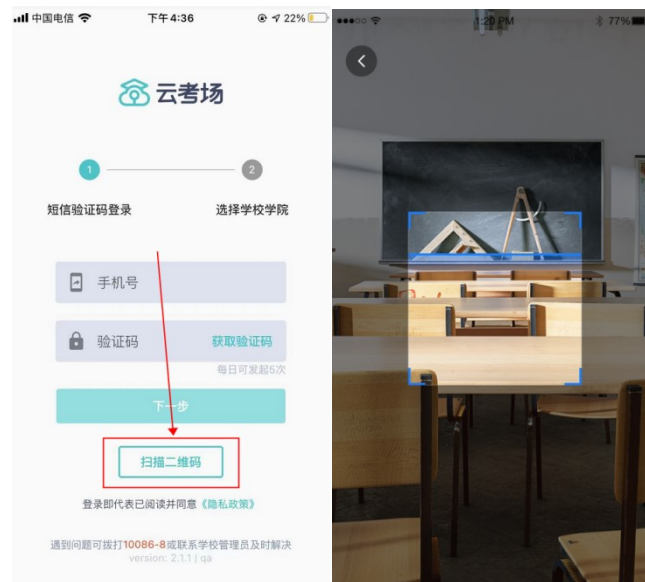 中国电信 下午4:36 22%
云考场
1 2
短信验证码登录 选择学校学院
手机号
验证码 获取验证码
每日可发起5次
下一步
扫描二维码
登录即代表已阅读并同意《隐私政策》
遇到问题可拨打10086-8或联系学校管理员及时解决
version: 2.1.1 | qa
1:20 PM 77%